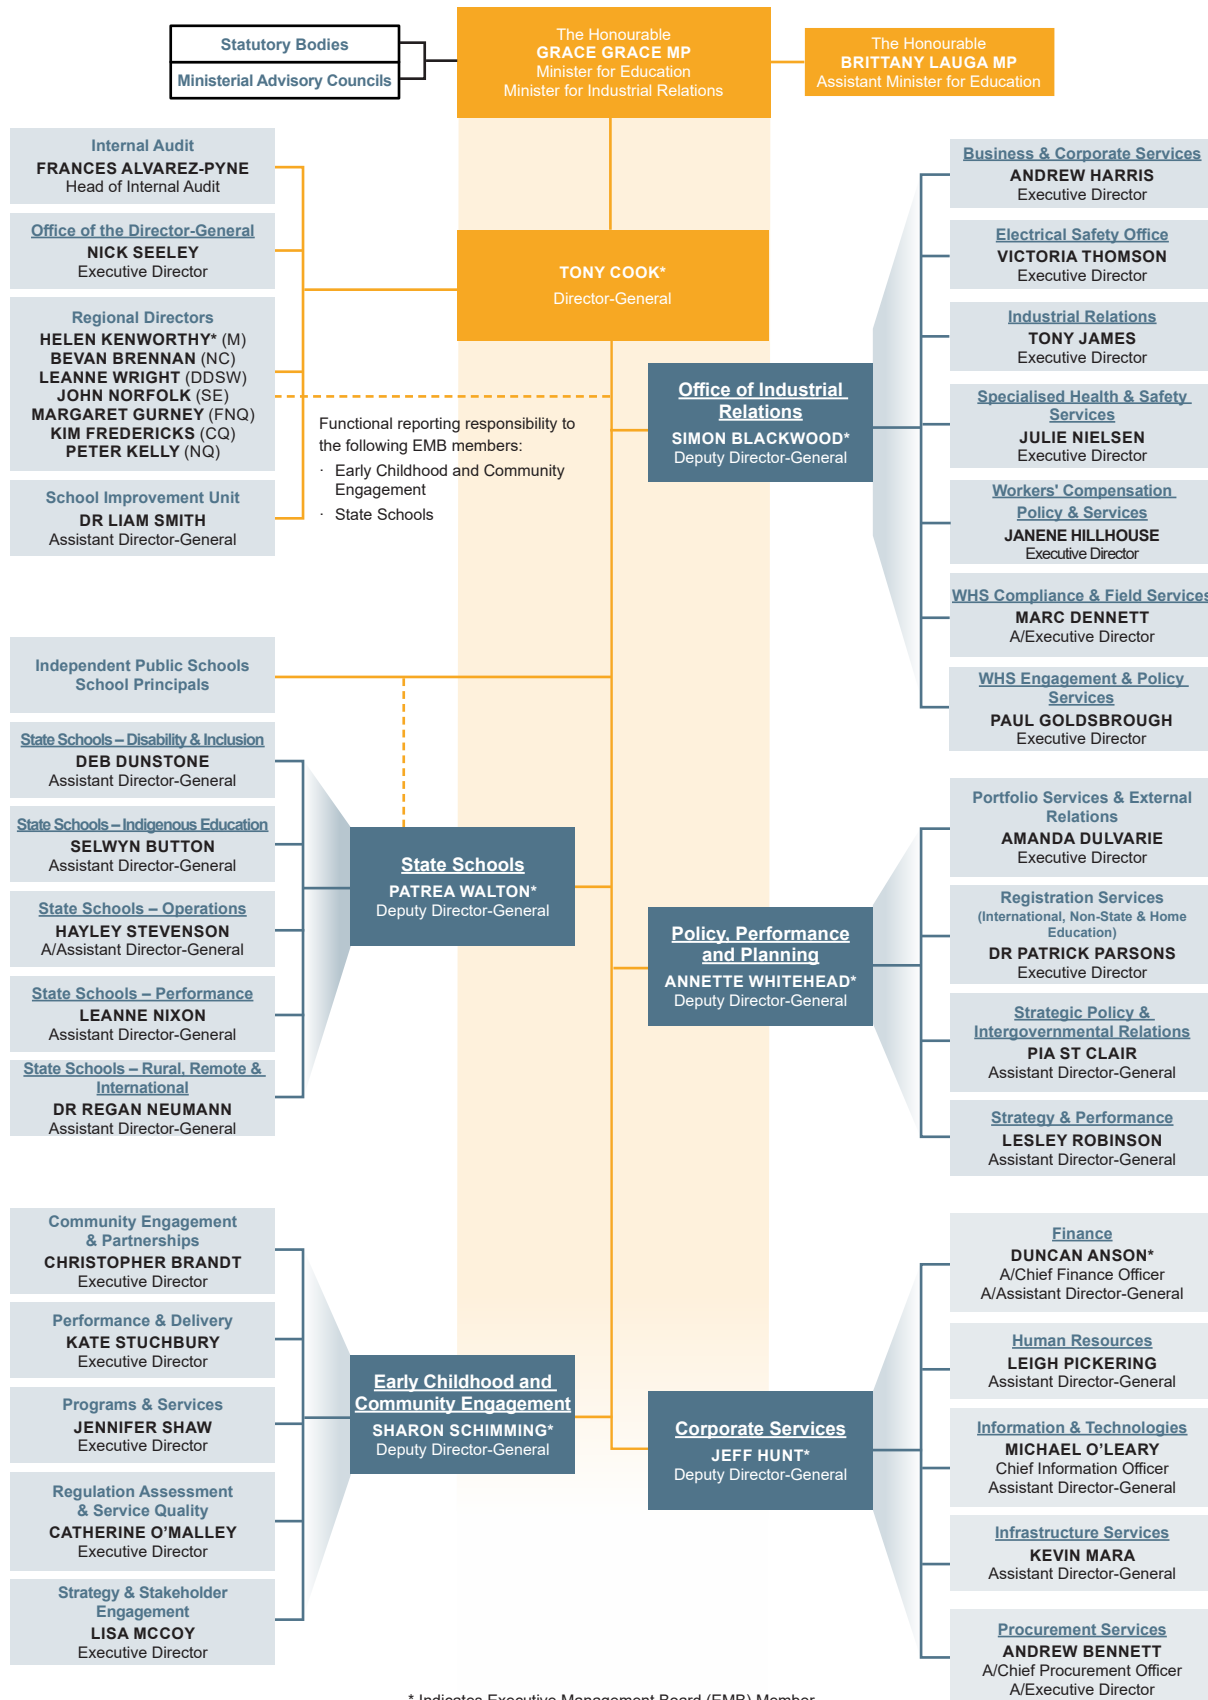 Statutory Bodies
Ministerial Advisory Councils
The Honourable
GRACE GRACE MP
Minister for Education
Minister for Industrial Relations
The Honourable
BRITTANY LAUGA MP
Assistant Minister for Education
Internal Audit
FRANCES ALVAREZ-PYNE
Head of Internal Audit
Office of the Director-General
NICK SEELEY
Executive Director
Regional Directors
HELEN KENWORTHY* (M)
BEVAN BRENNAN (NC)
LEANNE WRIGHT (DDSW)
JOHN NORFOLK (SE)
MARGARET GURNEY (FNQ)
KIM FREDERICKS (CQ)
PETER KELLY (NQ)
School Improvement Unit
DR LIAM SMITH
Assistant Director-General
TONY COOK*
Director-General
Functional reporting responsibility to
the following EMB members:
· Early Childhood and Community
Engagement
· State Schools
Office of Industrial
Relations
SIMON BLACKWOOD*
Deputy Director-General
Business & Corporate Services
ANDREW HARRIS
Executive Director
Electrical Safety Office
VICTORIA THOMSON
Executive Director
Industrial Relations
TONY JAMES
Executive Director
Specialised Health & Safety
Services
JULIE NIELSEN
Executive Director
Workers' Compensation
Policy & Services
JANENE HILLHOUSE
Executive Director
WHS Compliance & Field Services
MARC DENNETT
A/Executive Director
WHS Engagement & Policy
Services
PAUL GOLDSBROUGH
Executive Director
Independent Public Schools
School Principals
State Schools – Disability & Inclusion
DEB DUNSTONE
Assistant Director-General
State Schools – Indigenous Education
SELWYN BUTTON
Assistant Director-General
State Schools – Operations
HAYLEY STEVENSON
A/Assistant Director-General
State Schools – Performance
LEANNE NIXON
Assistant Director-General
State Schools – Rural, Remote &
International
DR REGAN NEUMANN
Assistant Director-General
State Schools
PATREA WALTON*
Deputy Director-General
Policy, Performance
and Planning
ANNETTE WHITEHEAD*
Deputy Director-General
Portfolio Services & External
Relations
AMANDA DULVARIE
Executive Director
Registration Services
(International, Non-State & Home
Education)
DR PATRICK PARSONS
Executive Director
Strategic Policy &
Intergovernmental Relations
PIA ST CLAIR
Assistant Director-General
Strategy & Performance
LESLEY ROBINSON
Assistant Director-General
Community Engagement
& Partnerships
CHRISTOPHER BRANDT
Executive Director
Performance & Delivery
KATE STUCHBURY
Executive Director
Programs & Services
JENNIFER SHAW
Executive Director
Regulation Assessment
& Service Quality
CATHERINE O’MALLEY
Executive Director
Strategy & Stakeholder
Engagement
LISA MCCOY
Executive Director
Early Childhood and
Community Engagement
SHARON SCHIMMING*
Deputy Director-General
Corporate Services
JEFF HUNT*
Deputy Director-General
Finance
DUNCAN ANSON*
A/Chief Finance Officer
A/Assistant Director-General
Human Resources
LEIGH PICKERING
Assistant Director-General
Information & Technologies
MICHAEL O’LEARY
Chief Information Officer
Assistant Director-General
Infrastructure Services
KEVIN MARA
Assistant Director-General
Procurement Services
ANDREW BENNETT
A/Chief Procurement Officer
A/Executive Director
* Indicates Executive Management Board (EMB) Member